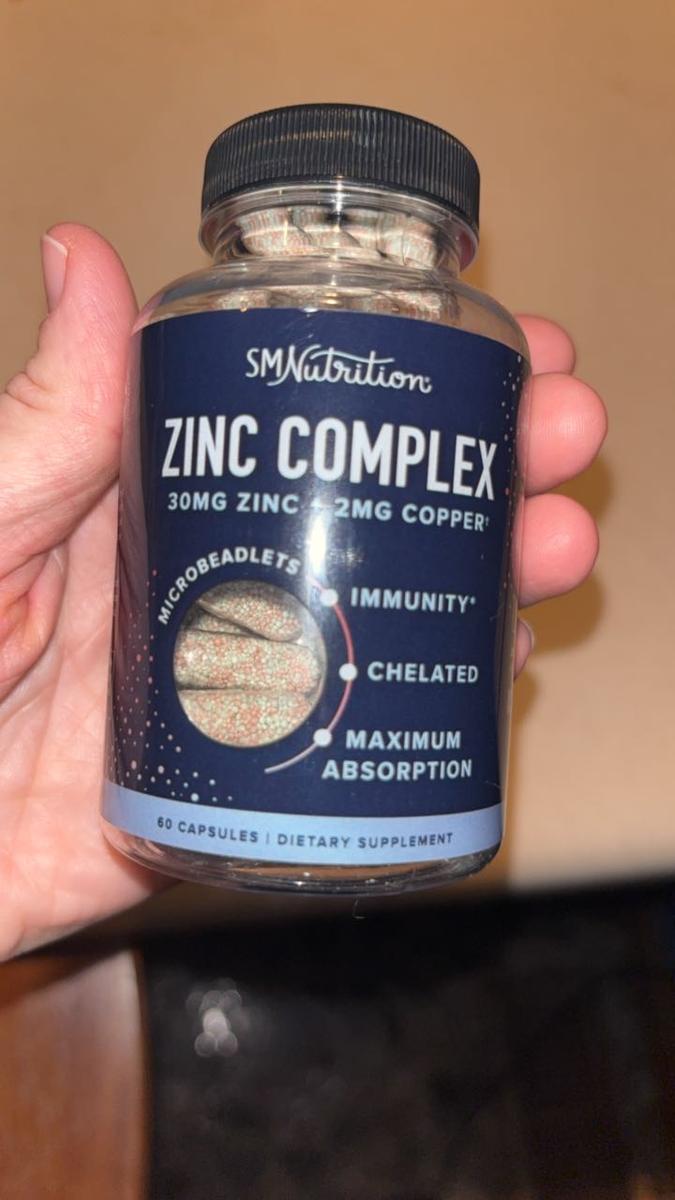 SMNutrition
ZINC COMPLEX
30MG ZINC + 2MG COPPER‡
MICROBEADLETS
IMMUNITY*
CHELATED
MAXIMUM
ABSORPTION
60 CAPSULES | DIETARY SUPPLEMENT